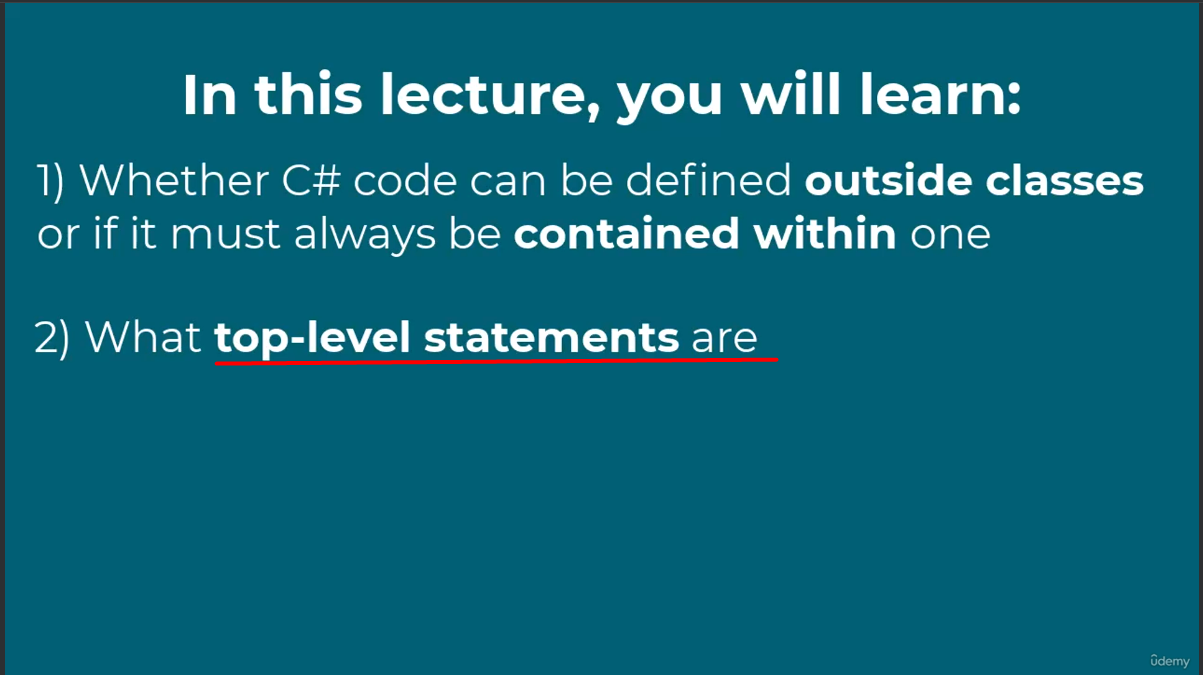 In this lecture, you will learn:
1) Whether C# code can be defined outside classes
or if it must always be contained within one
2) What top-level statements are
ûdemy